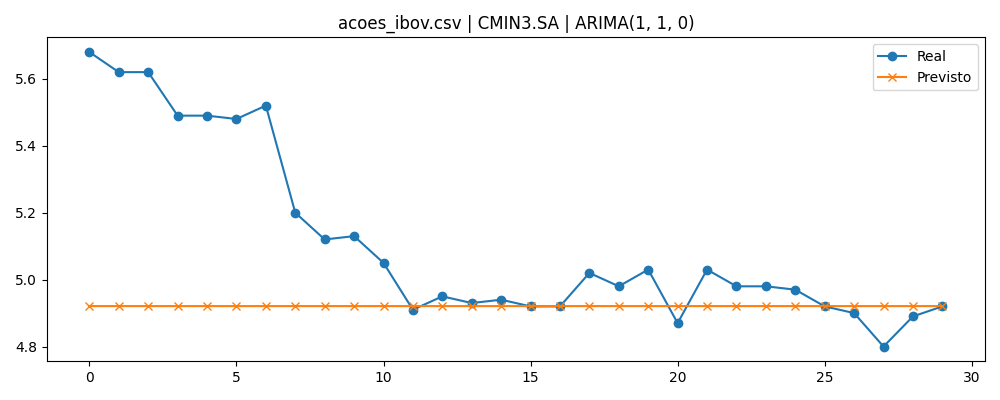 acoes_ibov.csv | CMIN3.SA | ARIMA(1, 1, 0)
Real
Previsto
5.6
5.4
5.2
5.0
4.8
0 5 10 15 20 25 30